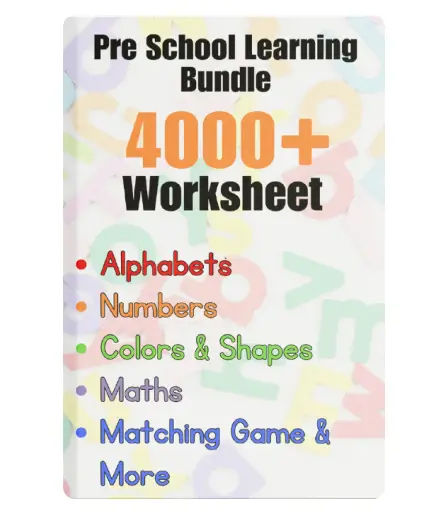 Pre School Learning
Bundle
4000+
Worksheet
• Alphabets
• Numbers
• Colors & Shapes
• Maths
• Matching Game &
More